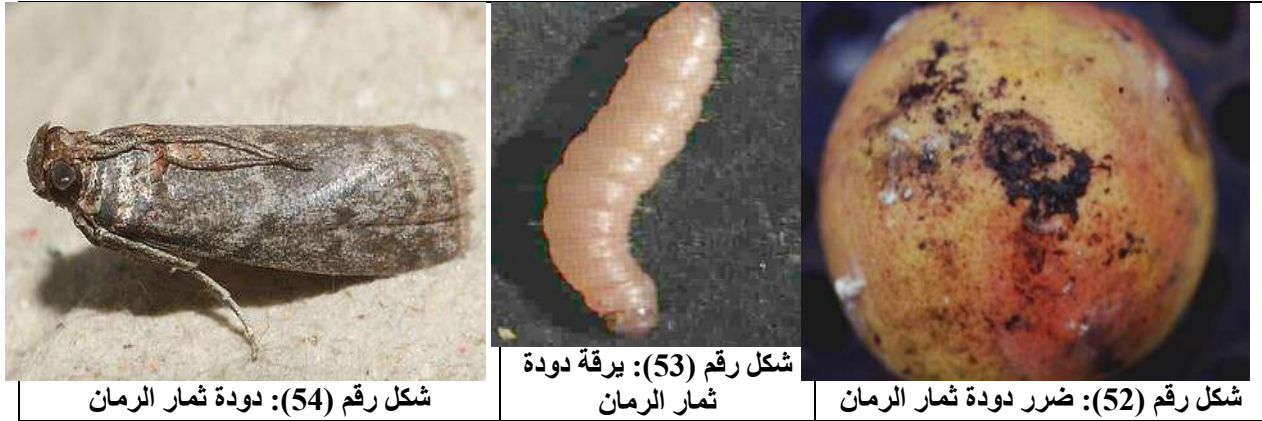 شكل رقم (52): ضرر دودة ثمار الرمان
شكل رقم (53): يرقة دودة
ثمار الرمان
شكل رقم (54): دودة ثمار الرمان